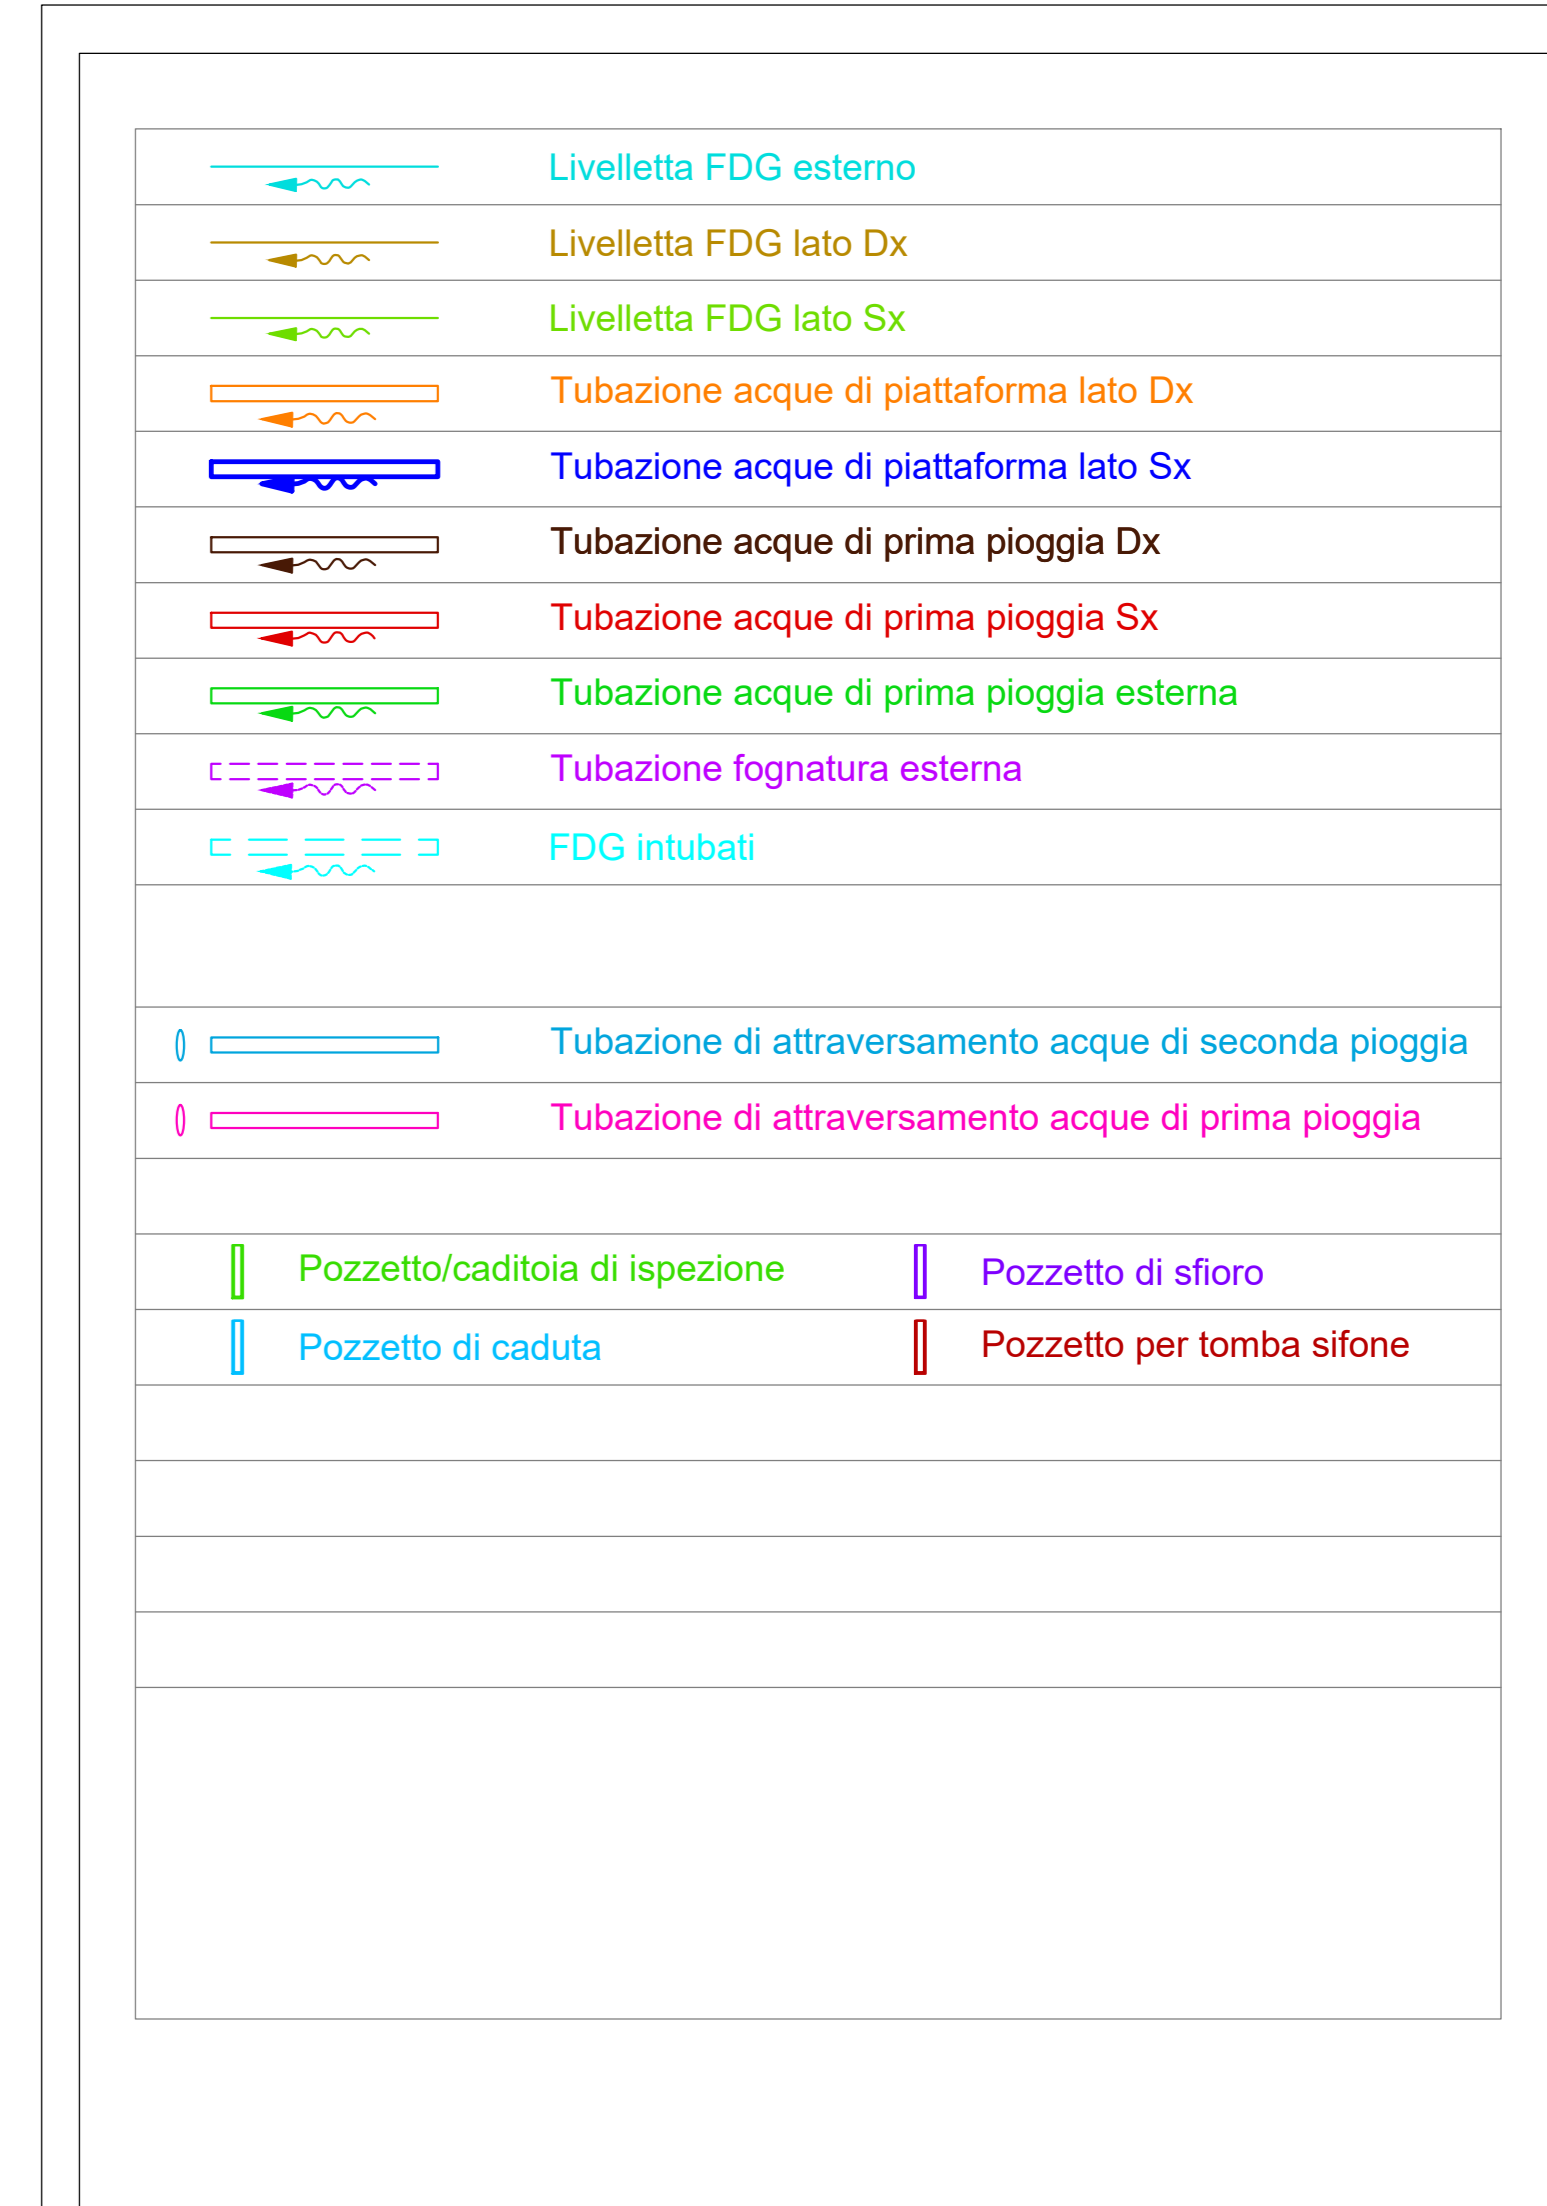 Livelletta FDG esterno
Livelletta FDG lato Dx
Livelletta FDG lato Sx
Tubazione acque di piattaforma lato Dx
Tubazione acque di piattaforma lato Sx
Tubazione acque di prima pioggia Dx
Tubazione acque di prima pioggia Sx
Tubazione acque di prima pioggia esterna
Tubazione fognatura esterna
FDG intubati
Tubazione di attraversamento acque di seconda pioggia
Tubazione di attraversamento acque di prima pioggia
Pozzetto/caditoia di ispezione
Pozzetto di sfioro
Pozzetto di caduta
Pozzetto per tomba sifone